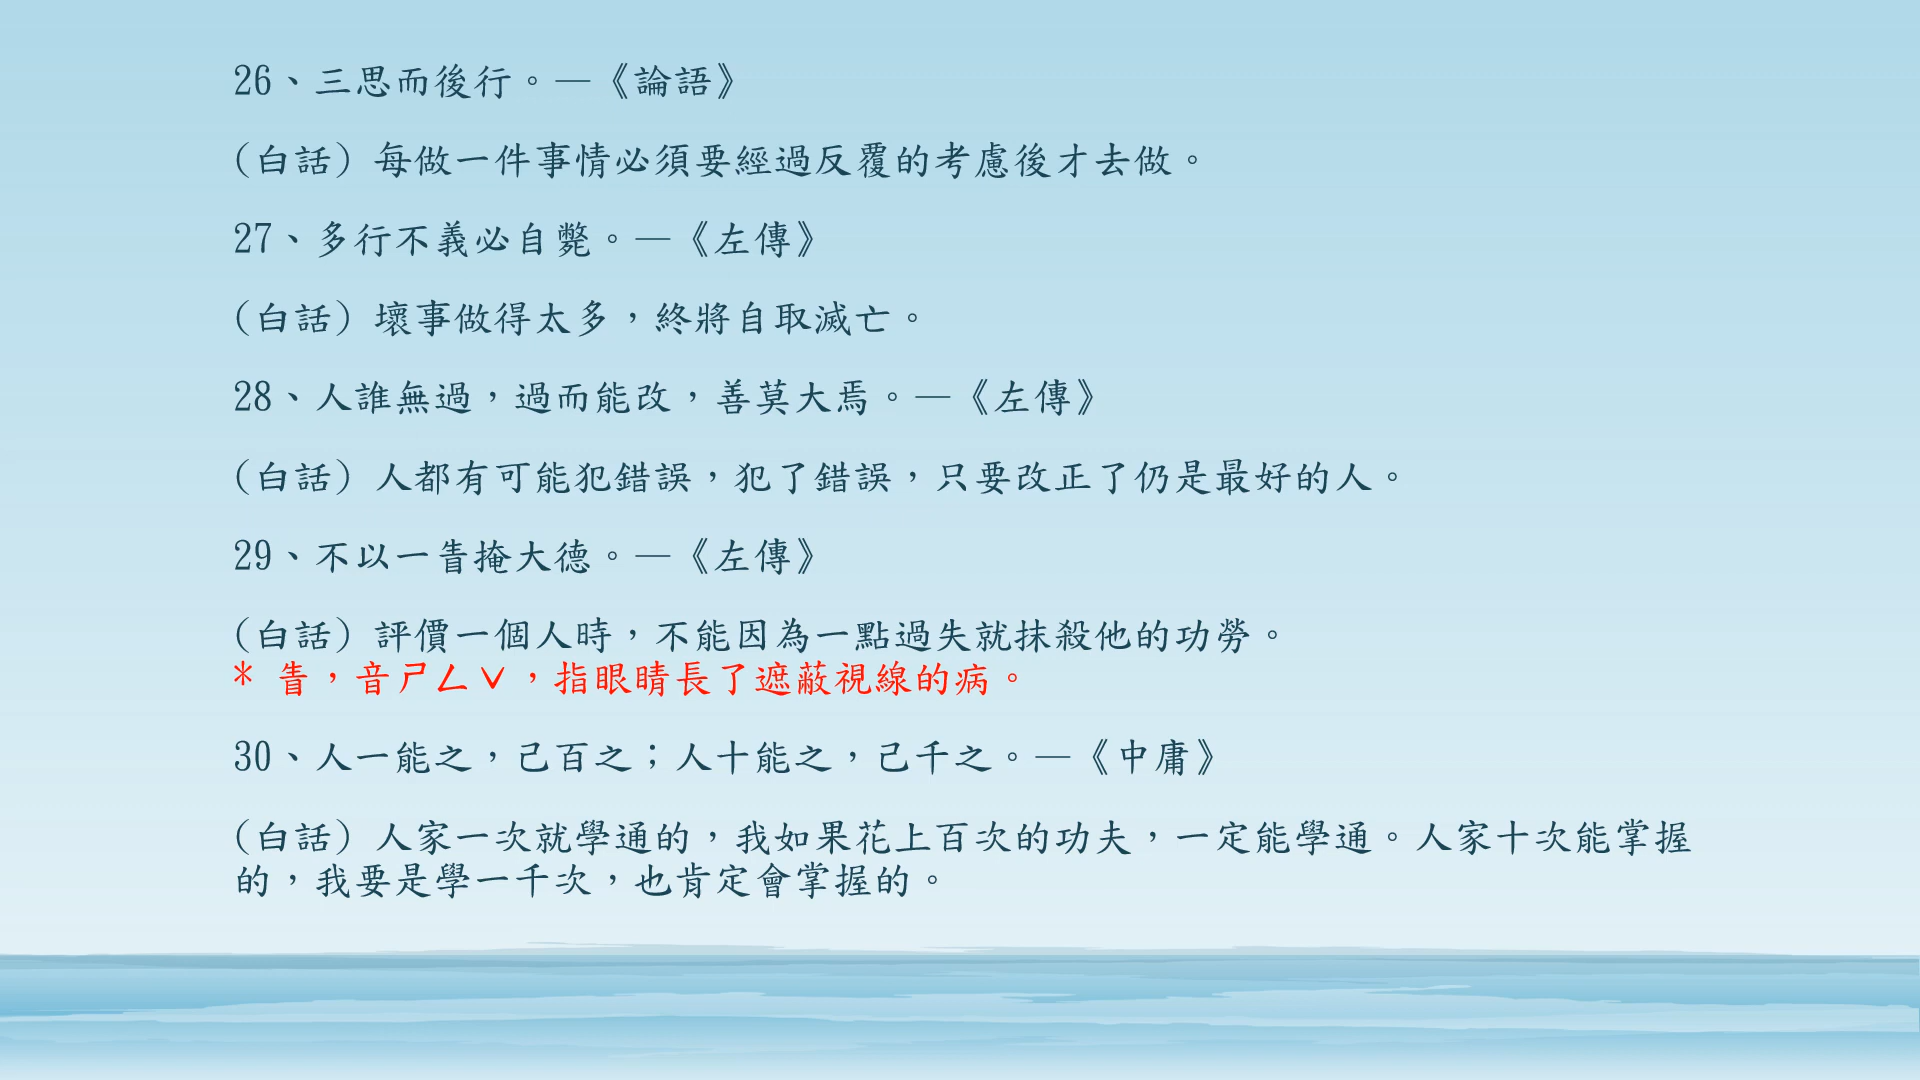 26、三思而後行。—《論語》
(白話) 每做一件事情必須要經過反覆的考慮後才去做。
27、多行不義必自斃。—《左傳》
(白話) 壞事做得太多，終將自取滅亡。
28、人誰無過，過而能改，善莫大焉。—《左傳》
(白話) 人都有可能犯錯誤，犯了錯誤，只要改正了仍是最好的人。
29、不以一眚掩大德。—《左傳》
(白話) 評價一個人時，不能因為一點過失就抹殺他的功勞。
* 眚，音ㄕㄥˇ，指眼睛長了遮蔽視線的病。
30、人一能之，己百之；人十能之，己千之。—《中庸》
(白話) 人家一次就學通的，我如果花上百次的功夫，一定能學通。人家十次能掌握
的，我要是學一千次，也肯定會掌握的。